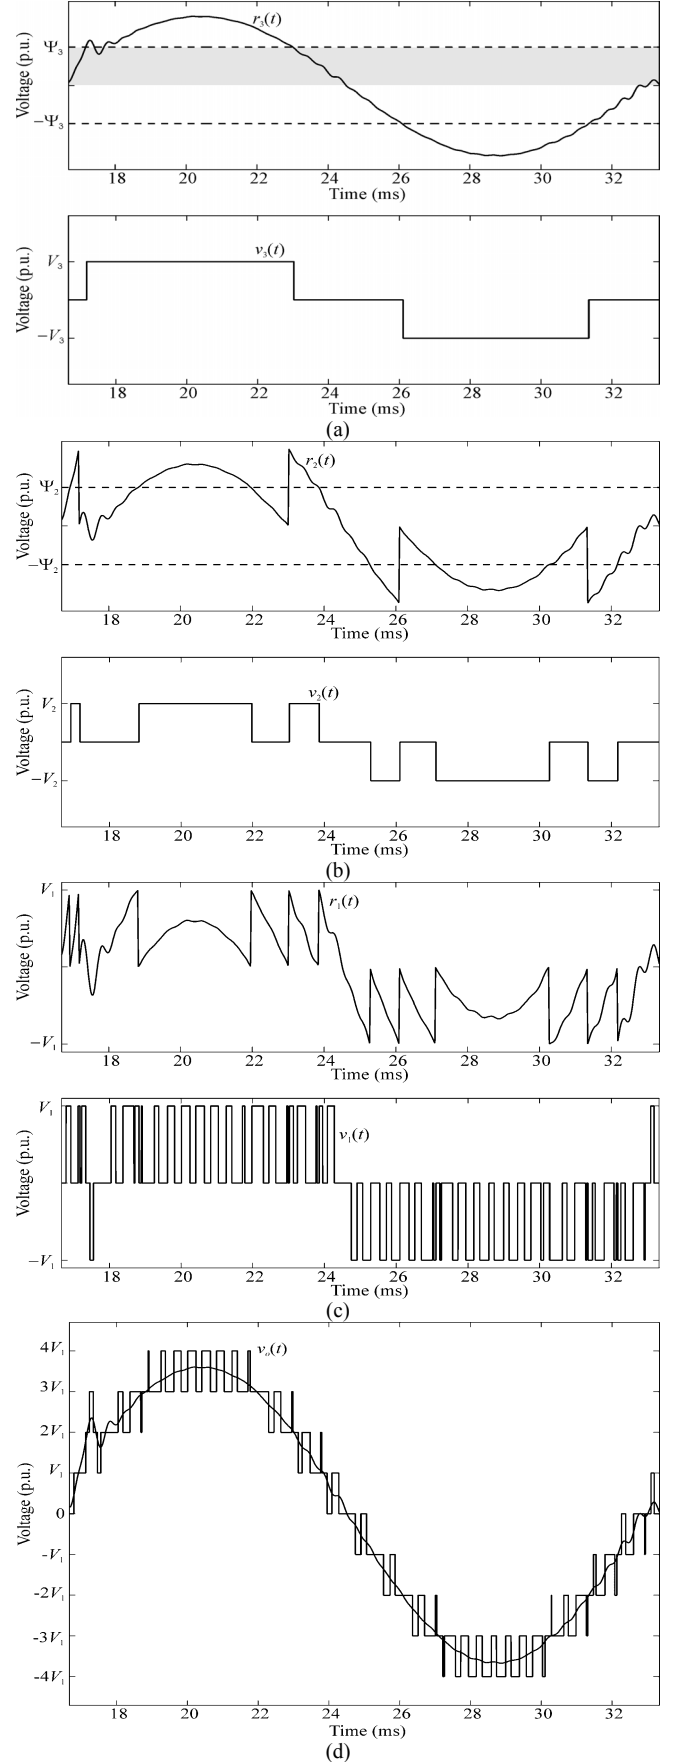 r₃(t)
Ψ₃
−Ψ₃
Voltage (p.u.)
18 20 22 24 26 28 30 32
Time (ms)
v₃(t)
V₃
−V₃
Voltage (p.u.)
18 20 22 24 26 28 30 32
Time (ms)
(a)
r₂(t)
Ψ₂
−Ψ₂
Voltage (p.u.)
18 20 22 24 26 28 30 32
Time (ms)
v₂(t)
V₂
−V₂
Voltage (p.u.)
18 20 22 24 26 28 30 32
Time (ms)
(b)
V₁
r₁(t)
−V₁
Voltage (p.u.)
18 20 22 24 26 28 30 32
Time (ms)
V₁
v₁(t)
−V₁
Voltage (p.u.)
18 20 22 24 26 28 30 32
Time (ms)
(c)
4V₁
vₒ(t)
3V₁
2V₁
V₁
0
-V₁
-2V₁
-3V₁
-4V₁
Voltage (p.u.)
18 20 22 24 26 28 30 32
Time (ms)
(d)